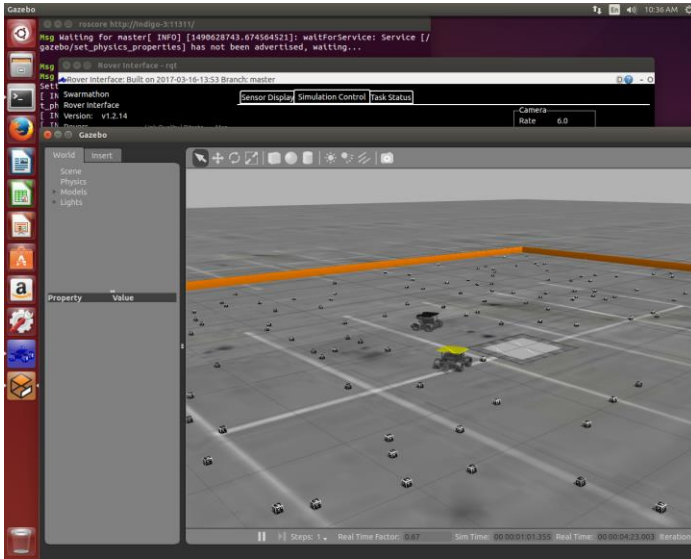 Gazebo
En
10:36 AM
roscore http://indigo-3:11311/
Msg Waiting for master[ INFO] [1490628743.674564521]: waitForService: Service [/
gazebo/set_physics_properties] has not been advertised, waiting...
Msg
Msg
Rover Interface - rqt
Rover Interface: Built on 2017-03-16-13:53 Branch: master
Swarmathon
Rover Interface
Version: v1.2.14
Sensor Display
Simulation Control
Task Status
Camera
Rate 6.0
Gazebo
World
Insert
Scene
Physics
Models
Lights
Property Value
Steps: 1
Real Time Factor: 0.67
Sim Time: 00 00:01:01.355
Real Time: 00 00:04:23.003
Iteration